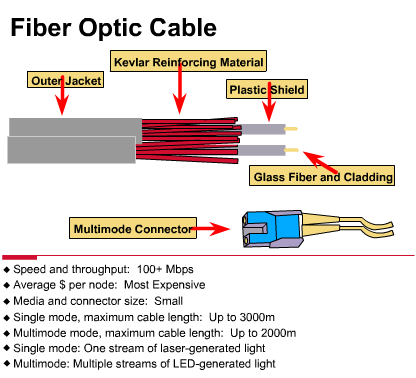 Fiber Optic Cable
Kevlar Reinforcing Material
Outer Jacket
Plastic Shield
Glass Fiber and Cladding
Multimode Connector
◆ Speed and throughput: 100+ Mbps
◆ Average $ per node: Most Expensive
◆ Media and connector size: Small
◆ Single mode, maximum cable length: Up to 3000m
◆ Multimode mode, maximum cable length: Up to 2000m
◆ Single mode: One stream of laser-generated light
◆ Multimode: Multiple streams of LED-generated light